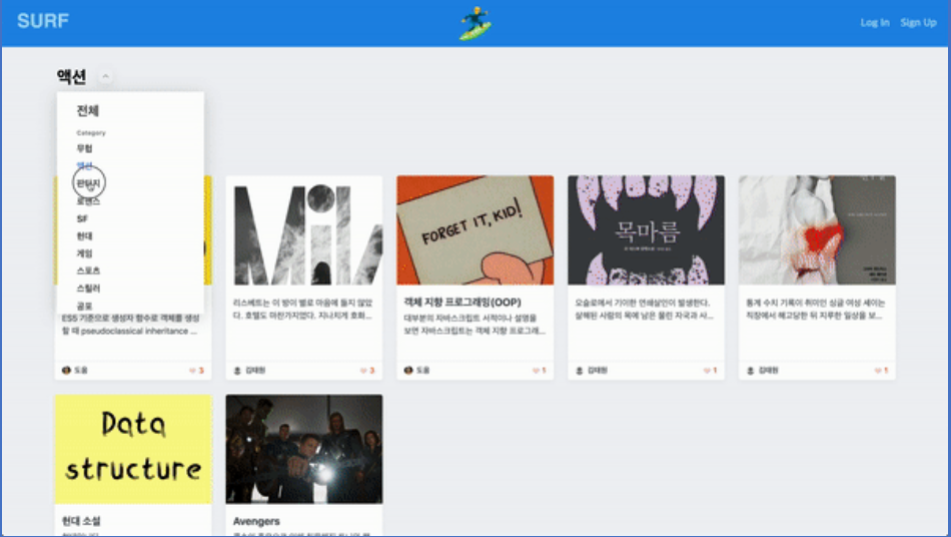 SURF
Log In Sign Up
액션
전체
Category
무협
액션
판타지
로맨스
SF
현대
게임
스포츠
스릴러
공포
ES5 기준으로 생성자 함수로 객체를 생성
할 때 pseudoclassical inheritance ...
도움
3
Milk
리스베트는 이 방이 별로 마음에 들지 않았
다. 호텔도 마찬가지였다. 지나치게 호화...
김태원
3
FORGET IT, KID!
객체 지향 프로그래밍(OOP)
대부분의 자바스크립트 서적이나 설명을
보면 자바스크립트는 객체 지향 프로그래...
도움
1
목마름
오슬로에서 기이한 연쇄살인이 발생한다.
살해된 사람의 목에 남은 물린 자국과 사...
김태원
1
통계 수치 기록이 취미인 싱글 여성 세이는
직장에서 해고당한 뒤 지루한 일상을 보...
김태원
1
Data
structure
현대 소설
Avengers